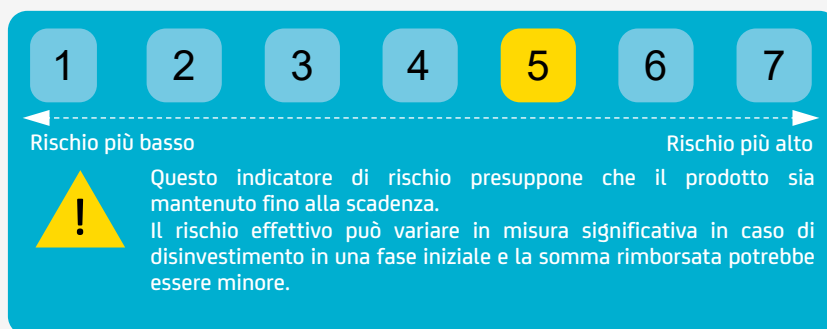 1 2 3 4 5 6 7
Rischio più basso Rischio più alto
!
Questo indicatore di rischio presuppone che il prodotto sia
mantenuto fino alla scadenza.
Il rischio effettivo può variare in misura significativa in caso di
disinvestimento in una fase iniziale e la somma rimborsata potrebbe
essere minore.